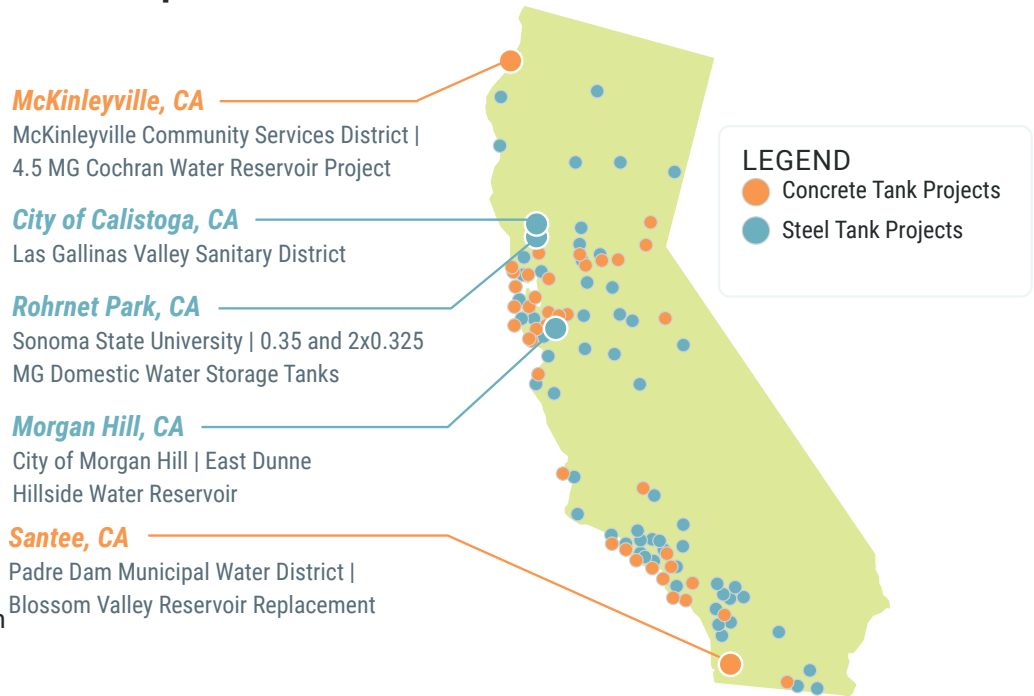 McKinleyville, CA
McKinleyville Community Services District |
4.5 MG Cochran Water Reservoir Project
City of Calistoga, CA
Las Gallinas Valley Sanitary District
Rohrnet Park, CA
Sonoma State University | 0.35 and 2x0.325
MG Domestic Water Storage Tanks
Morgan Hill, CA
City of Morgan Hill | East Dunne
Hillside Water Reservoir
Santee, CA
Padre Dam Municipal Water District |
Blossom Valley Reservoir Replacement
LEGEND
Concrete Tank Projects
Steel Tank Projects